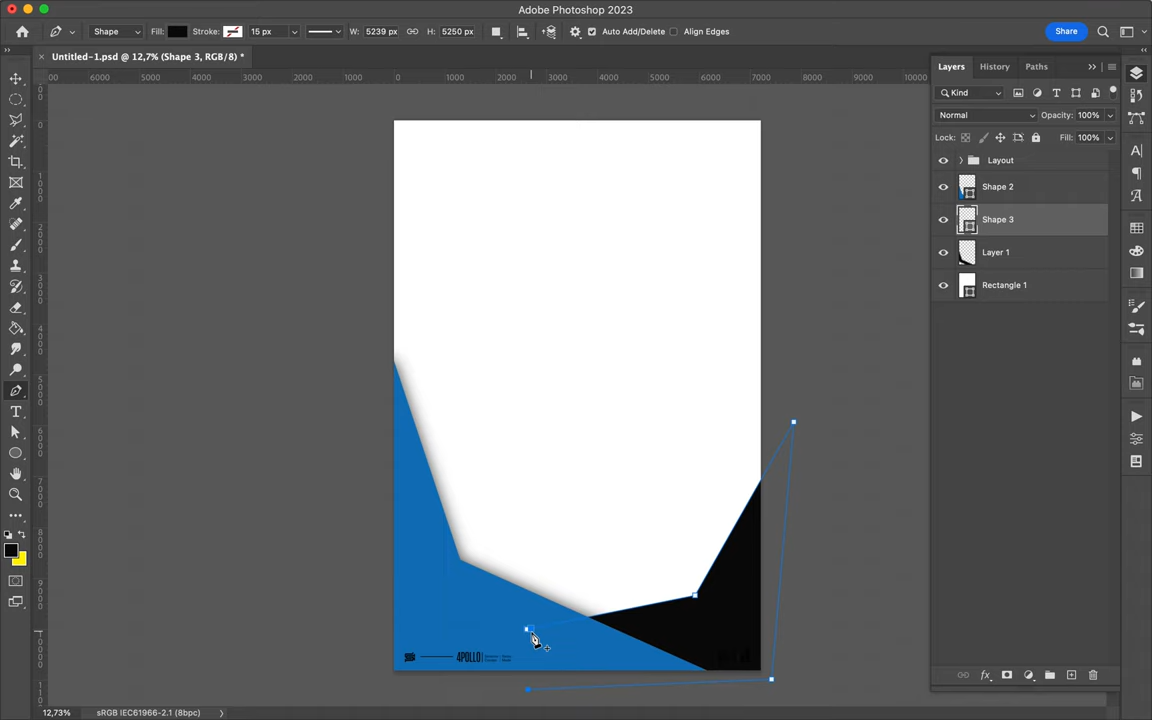 Adobe Photoshop 2023
Shape Fill: Stroke: 15 px W: 5239 px H: 5250 px Auto Add/Delete Align Edges Share
Untitled-1.psd @ 12,7% (Shape 3, RGB/8) *
00 5000 4000 3000 2000 1000 0 1000 2000 3000 4000 5000 6000 7000 8000 9000 10000
Layers History Paths
Kind
Normal Opacity: 100%
Lock: Fill: 100%
Layout
Shape 2
Shape 3
Layer 1
Rectangle 1
4POLLO
12,73% sRGB IEC61966-2.1 (8bpc)